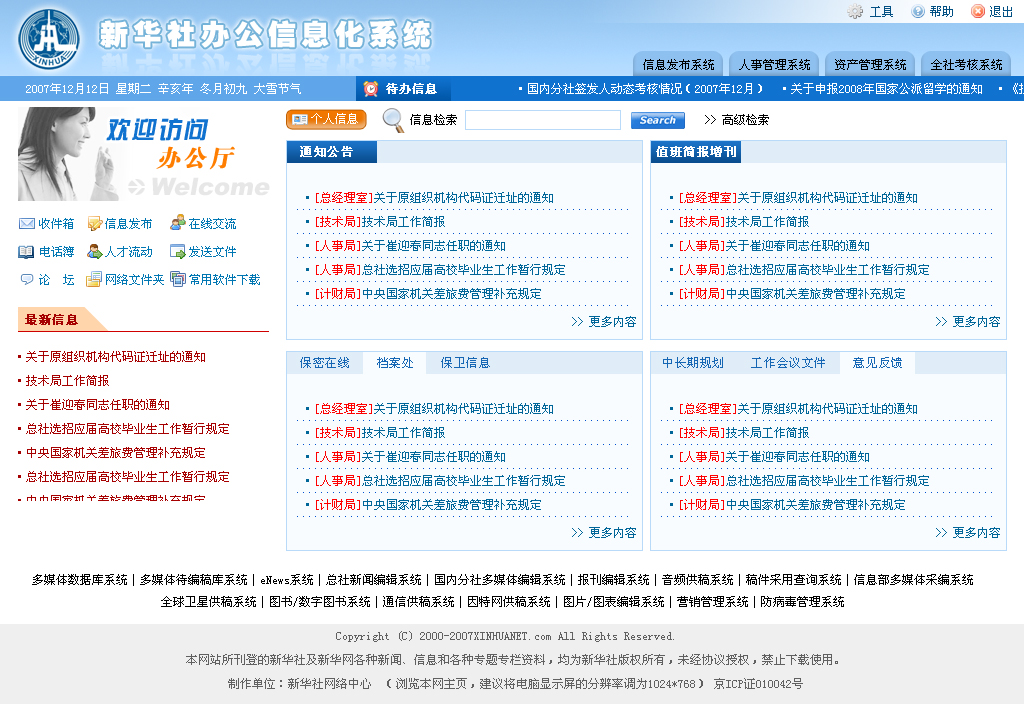 工具 帮助 退出
XINHUA 新华社办公信息化系统
信息发布系统 人事管理系统 资产管理系统 全社考核系统
2007年12月12日 星期二 辛亥年 冬月初九 大雪节气 待办信息 • 国内分社签发人动态考核情况(2007年12月) • 关于申报2008年国家公派留学的通知 •
欢迎访问
办公厅
Welcome
个人信息 信息检索 Search >> 高级检索
收件箱 信息发布 在线交流
电话簿 人才流动 发送文件
论 坛 网络文件夹 常用软件下载
最新信息
• 关于原组织机构代码证迁址的通知
• 技术局工作简报
• 关于崔迎春同志任职的通知
• 总社选招应届高校毕业生工作暂行规定
• 中央国家机关差旅费管理补充规定
• 总社选招应届高校毕业生工作暂行规定
• 中央国家机关差旅费管理补充规定
通知公告
• [总经理室]关于原组织机构代码证迁址的通知
• [技术局]技术局工作简报
• [人事局]关于崔迎春同志任职的通知
• [人事局]总社选招应届高校毕业生工作暂行规定
• [计财局]中央国家机关差旅费管理补充规定
>> 更多内容
值班简报增刊
• [总经理室]关于原组织机构代码证迁址的通知
• [技术局]技术局工作简报
• [人事局]关于崔迎春同志任职的通知
• [人事局]总社选招应届高校毕业生工作暂行规定
• [计财局]中央国家机关差旅费管理补充规定
>> 更多内容
保密在线 档案处 保卫信息
• [总经理室]关于原组织机构代码证迁址的通知
• [技术局]技术局工作简报
• [人事局]关于崔迎春同志任职的通知
• [人事局]总社选招应届高校毕业生工作暂行规定
• [计财局]中央国家机关差旅费管理补充规定
>> 更多内容
中长期规划 工作会议文件 意见反馈
• [总经理室]关于原组织机构代码证迁址的通知
• [技术局]技术局工作简报
• [人事局]关于崔迎春同志任职的通知
• [人事局]总社选招应届高校毕业生工作暂行规定
• [计财局]中央国家机关差旅费管理补充规定
>> 更多内容
多媒体数据库系统 | 多媒体待编稿库系统 | eNews系统 | 总社新闻编辑系统 | 国内分社多媒体编辑系统 | 报刊编辑系统 | 音频供稿系统 | 稿件采用查询系统 | 信息部多媒体采编系统
全球卫星供稿系统 | 图书/数字图书系统 | 通信供稿系统 | 因特网供稿系统 | 图片/图表编辑系统 | 营销管理系统 | 防病毒管理系统
Copyright (C) 2000-2007XINHUANET.com All Rights Reserved.
本网站所刊登的新华社及新华网各种新闻、信息和各种专题专栏资料，均为新华社版权所有，未经协议授权，禁止下载使用。
制作单位：新华社网络中心 （浏览本网主页，建议将电脑显示屏的分辨率调为1024*768） 京ICP证010042号